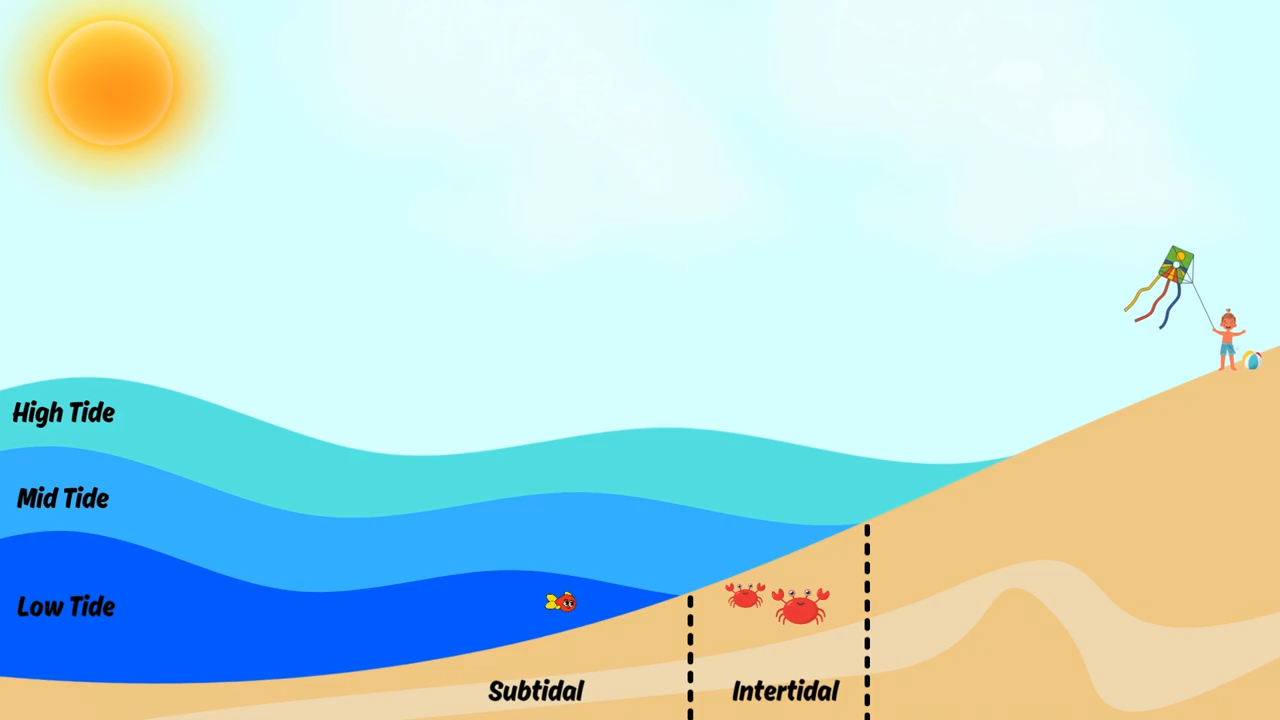 High Tide
Mid Tide
Low Tide
Subtidal
Intertidal